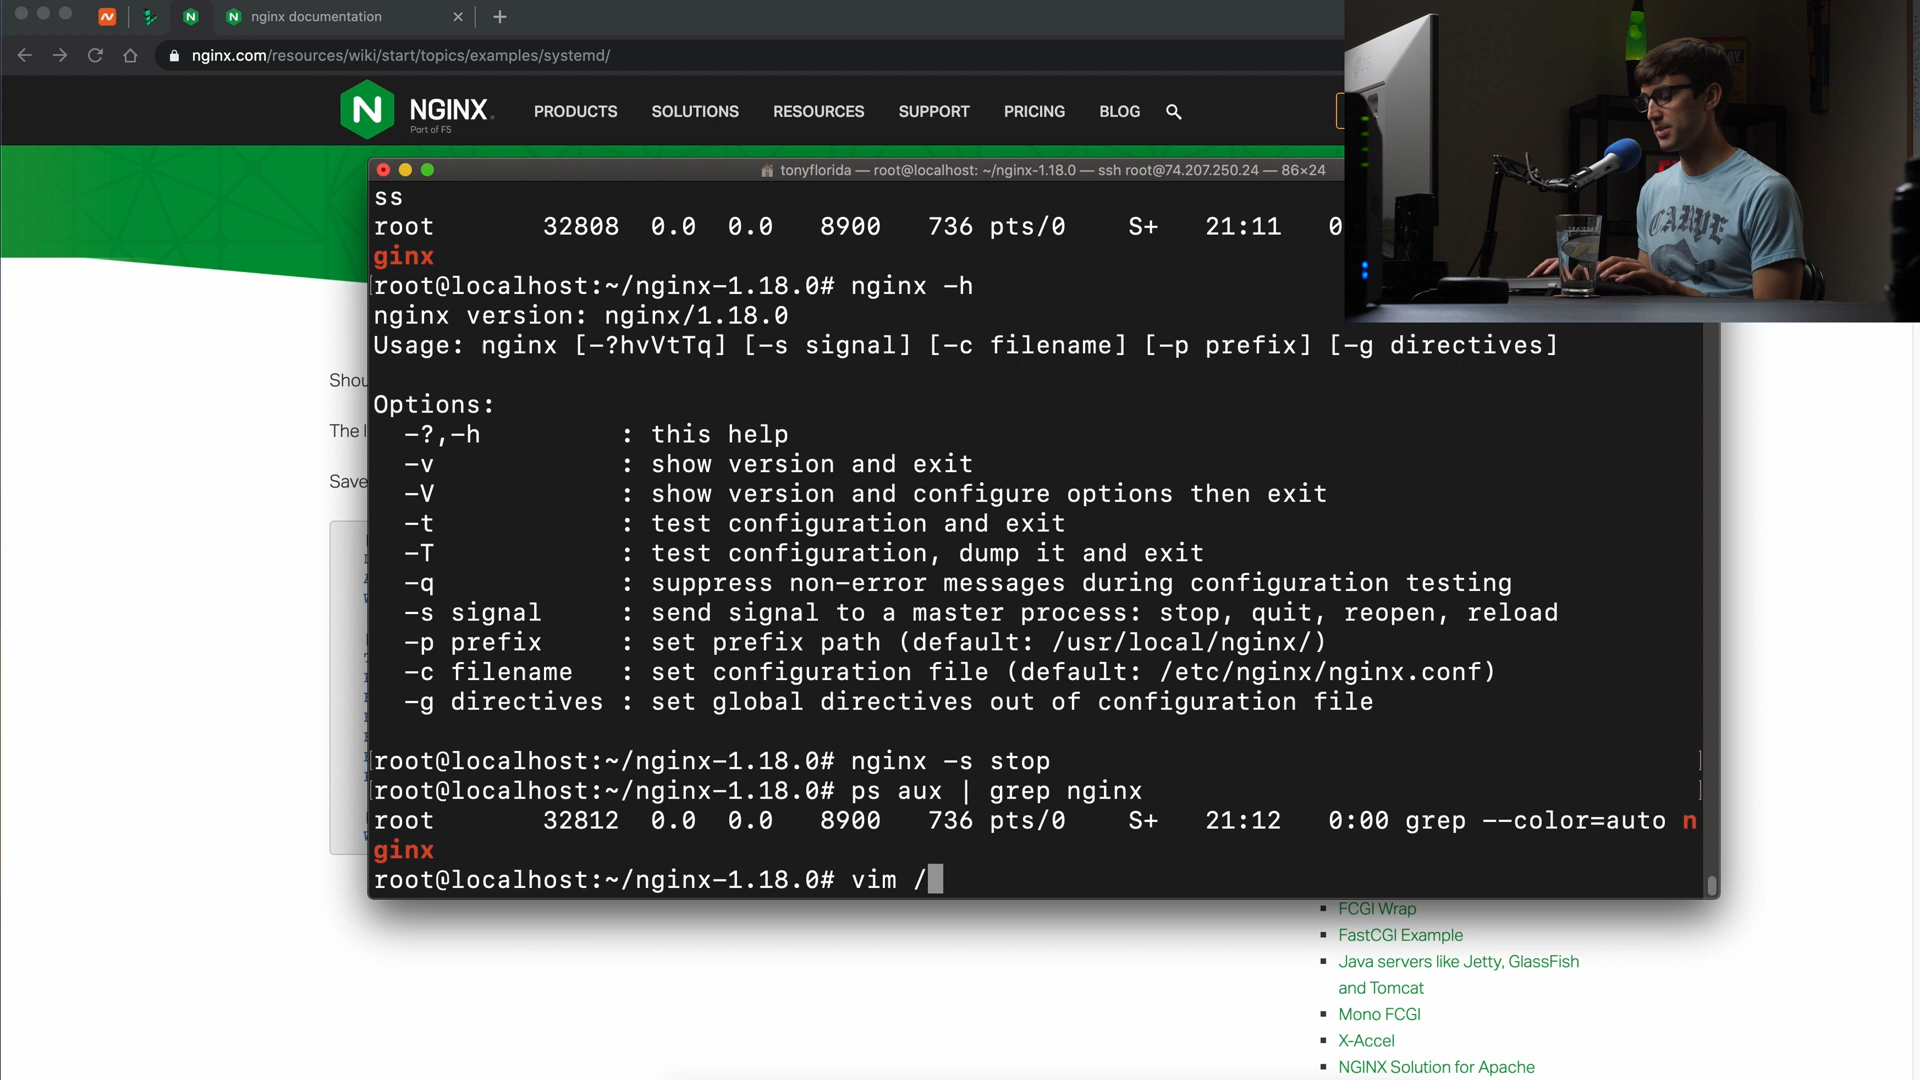 nginx documentation
nginx.com/resources/wiki/start/topics/examples/systemd/
N NGINX
Part of F5
PRODUCTS SOLUTIONS RESOURCES SUPPORT PRICING BLOG
tonyflorida — root@localhost: ~/nginx-1.18.0 — ssh root@74.207.250.24 — 86×24
ss
root 32808 0.0 0.0 8900 736 pts/0 S+ 21:11 0
ginx
root@localhost:~/nginx-1.18.0# nginx -h
nginx version: nginx/1.18.0
Usage: nginx [-?hvVtTq] [-s signal] [-c filename] [-p prefix] [-g directives]
Options:
-?,-h : this help
-v : show version and exit
-V : show version and configure options then exit
-t : test configuration and exit
-T : test configuration, dump it and exit
-q : suppress non-error messages during configuration testing
-s signal : send signal to a master process: stop, quit, reopen, reload
-p prefix : set prefix path (default: /usr/local/nginx/)
-c filename : set configuration file (default: /etc/nginx/nginx.conf)
-g directives : set global directives out of configuration file
root@localhost:~/nginx-1.18.0# nginx -s stop
root@localhost:~/nginx-1.18.0# ps aux | grep nginx
root 32812 0.0 0.0 8900 736 pts/0 S+ 21:12 0:00 grep --color=auto n
ginx
root@localhost:~/nginx-1.18.0# vim /
Shou
The l
Save
CARPE
FCGI Wrap
FastCGI Example
Java servers like Jetty, GlassFish
and Tomcat
Mono FCGI
X-Accel
NGINX Solution for Apache